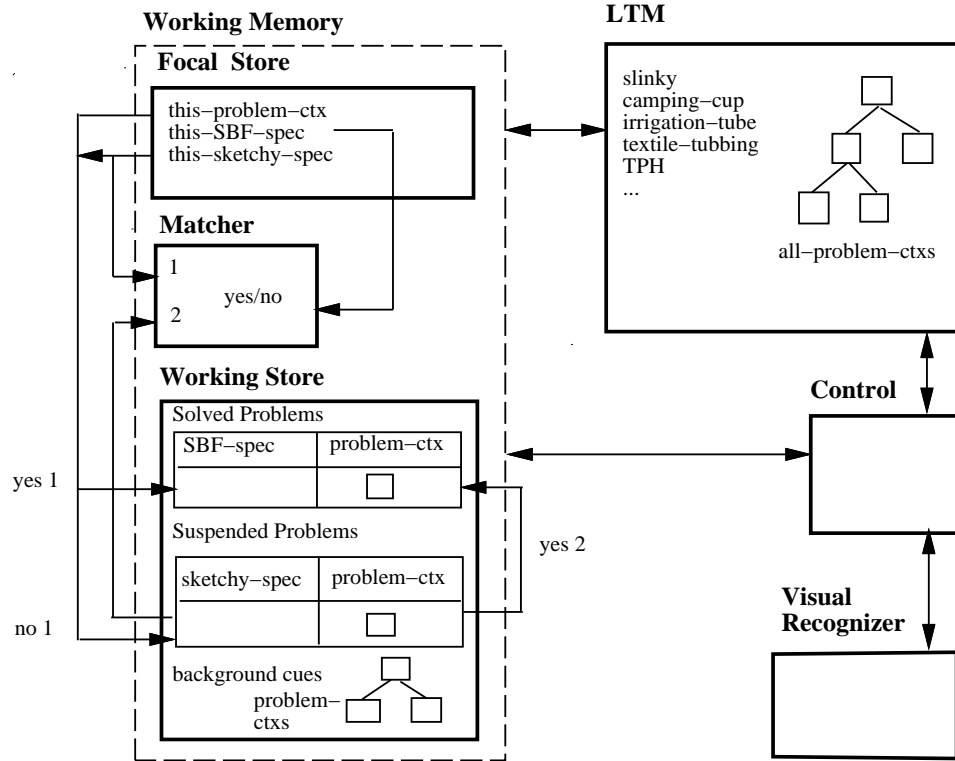 Working Memory
Focal Store
this-problem-ctx
this-SBF-spec
this-sketchy-spec
Matcher
1
2
yes/no
Working Store
Solved Problems
SBF-spec problem-ctx
Suspended Problems
sketchy-spec problem-ctx
background cues
problem-
ctxs
yes 1
no 1
yes 2
LTM
slinky
camping-cup
irrigation-tube
textile-tubbing
TPH
...
all-problem-ctxs
Control
Visual
Recognizer